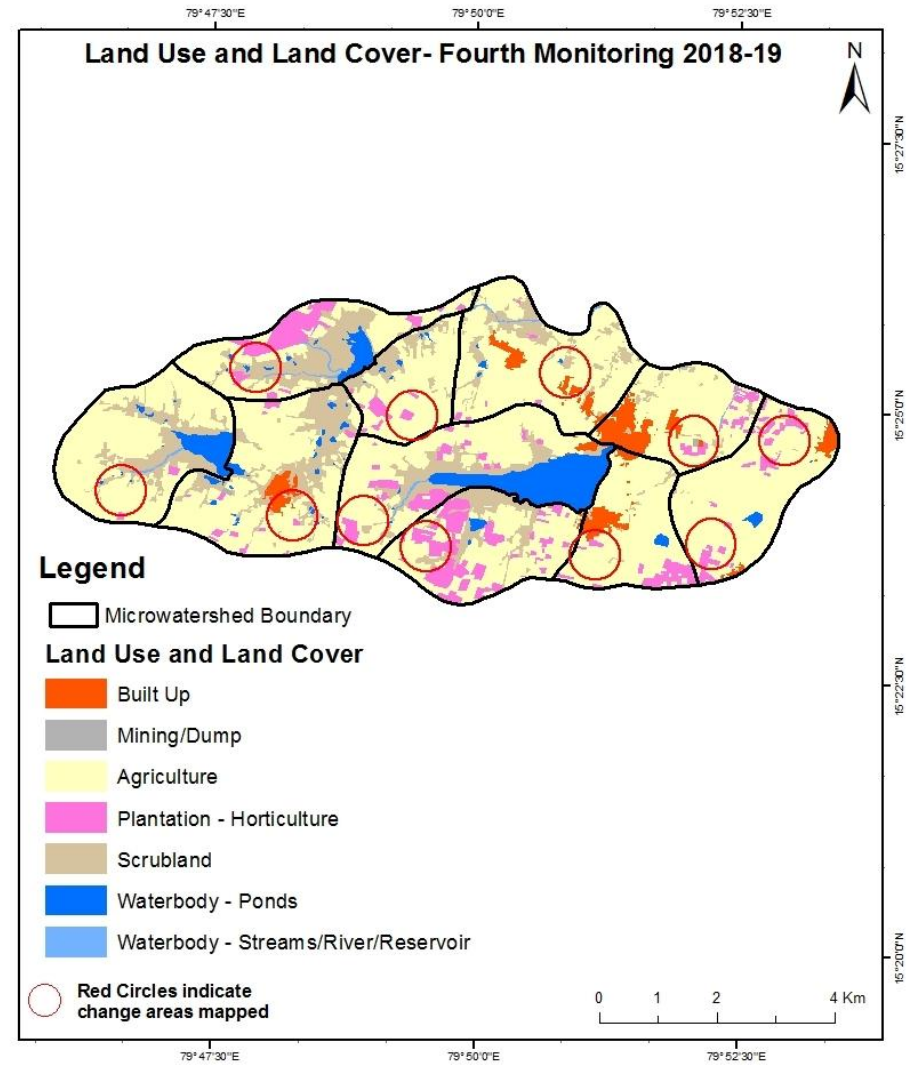 79°47'30"E 79°50'0"E 79°52'30"E
Land Use and Land Cover- Fourth Monitoring 2018-19
N
15°27'30"N
15°25'0"N
Legend
Microwatershed Boundary
Land Use and Land Cover
Built Up
15°22'30"N
Mining/Dump
Agriculture
Plantation - Horticulture
Scrubland
Waterbody - Ponds
Waterbody - Streams/River/Reservoir
15°20'0"N
Red Circles indicate
change areas mapped
0 1 2 4 Km
79°47'30"E 79°50'0"E 79°52'30"E